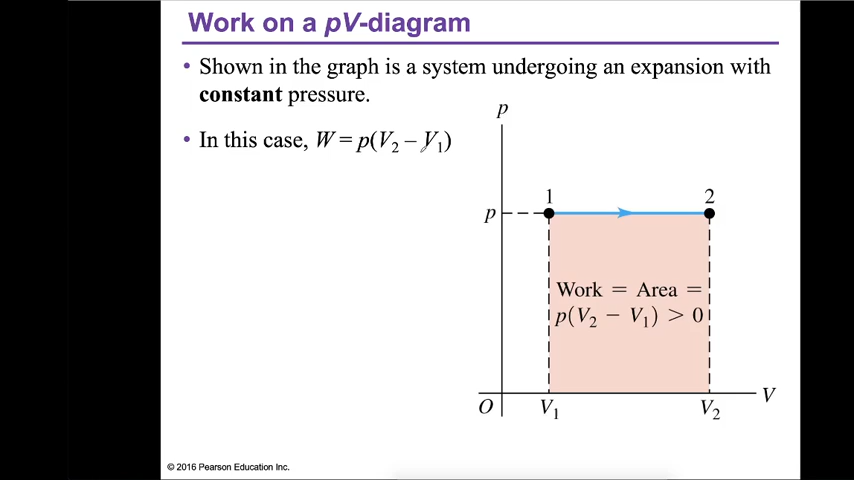 Work on a pV-diagram
• Shown in the graph is a system undergoing an expansion with
constant pressure.
• In this case, W = p(V₂ – V₁)
p
1 2
p
Work = Area =
p(V₂ − V₁) > 0
O V₁ V₂ V
© 2016 Pearson Education Inc.